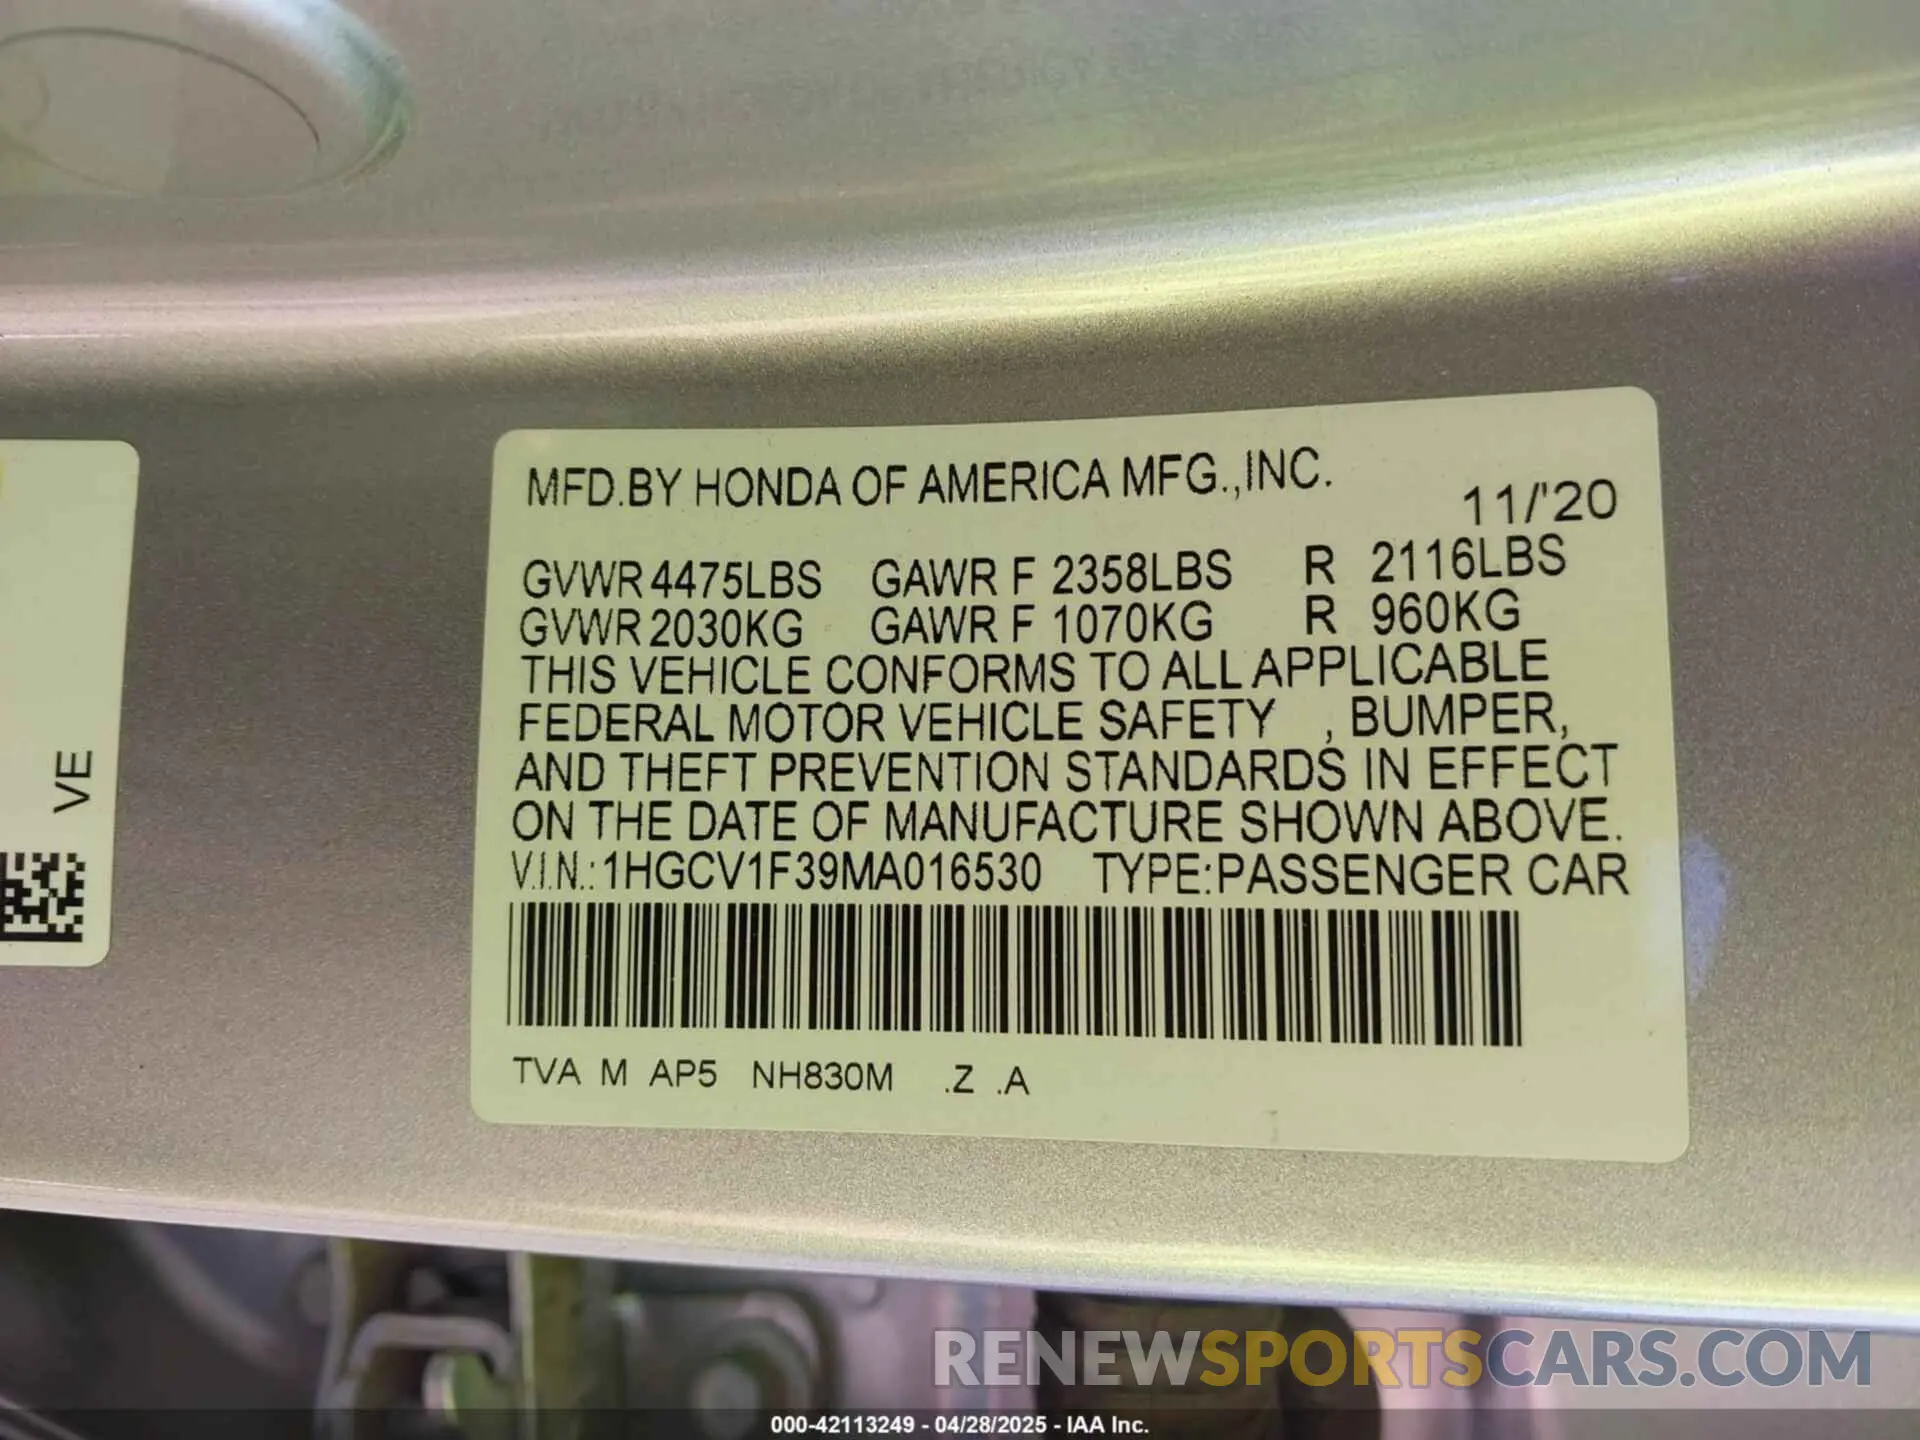 MFD.BY HONDA OF AMERICA MFG.,INC.
11/'20
GVWR 4475LBS GAWR F 2358LBS R 2116LBS
GVWR 2030KG GAWR F 1070KG R 960KG
THIS VEHICLE CONFORMS TO ALL APPLICABLE
FEDERAL MOTOR VEHICLE SAFETY , BUMPER,
AND THEFT PREVENTION STANDARDS IN EFFECT
ON THE DATE OF MANUFACTURE SHOWN ABOVE.
V.I.N.:1HGCV1F39MA016530 TYPE:PASSENGER CAR
TVA M AP5 NH830M .Z .A
VE
RENEWSPORTSCARS.COM
000-42113249 - 04/28/2025 - IAA Inc.